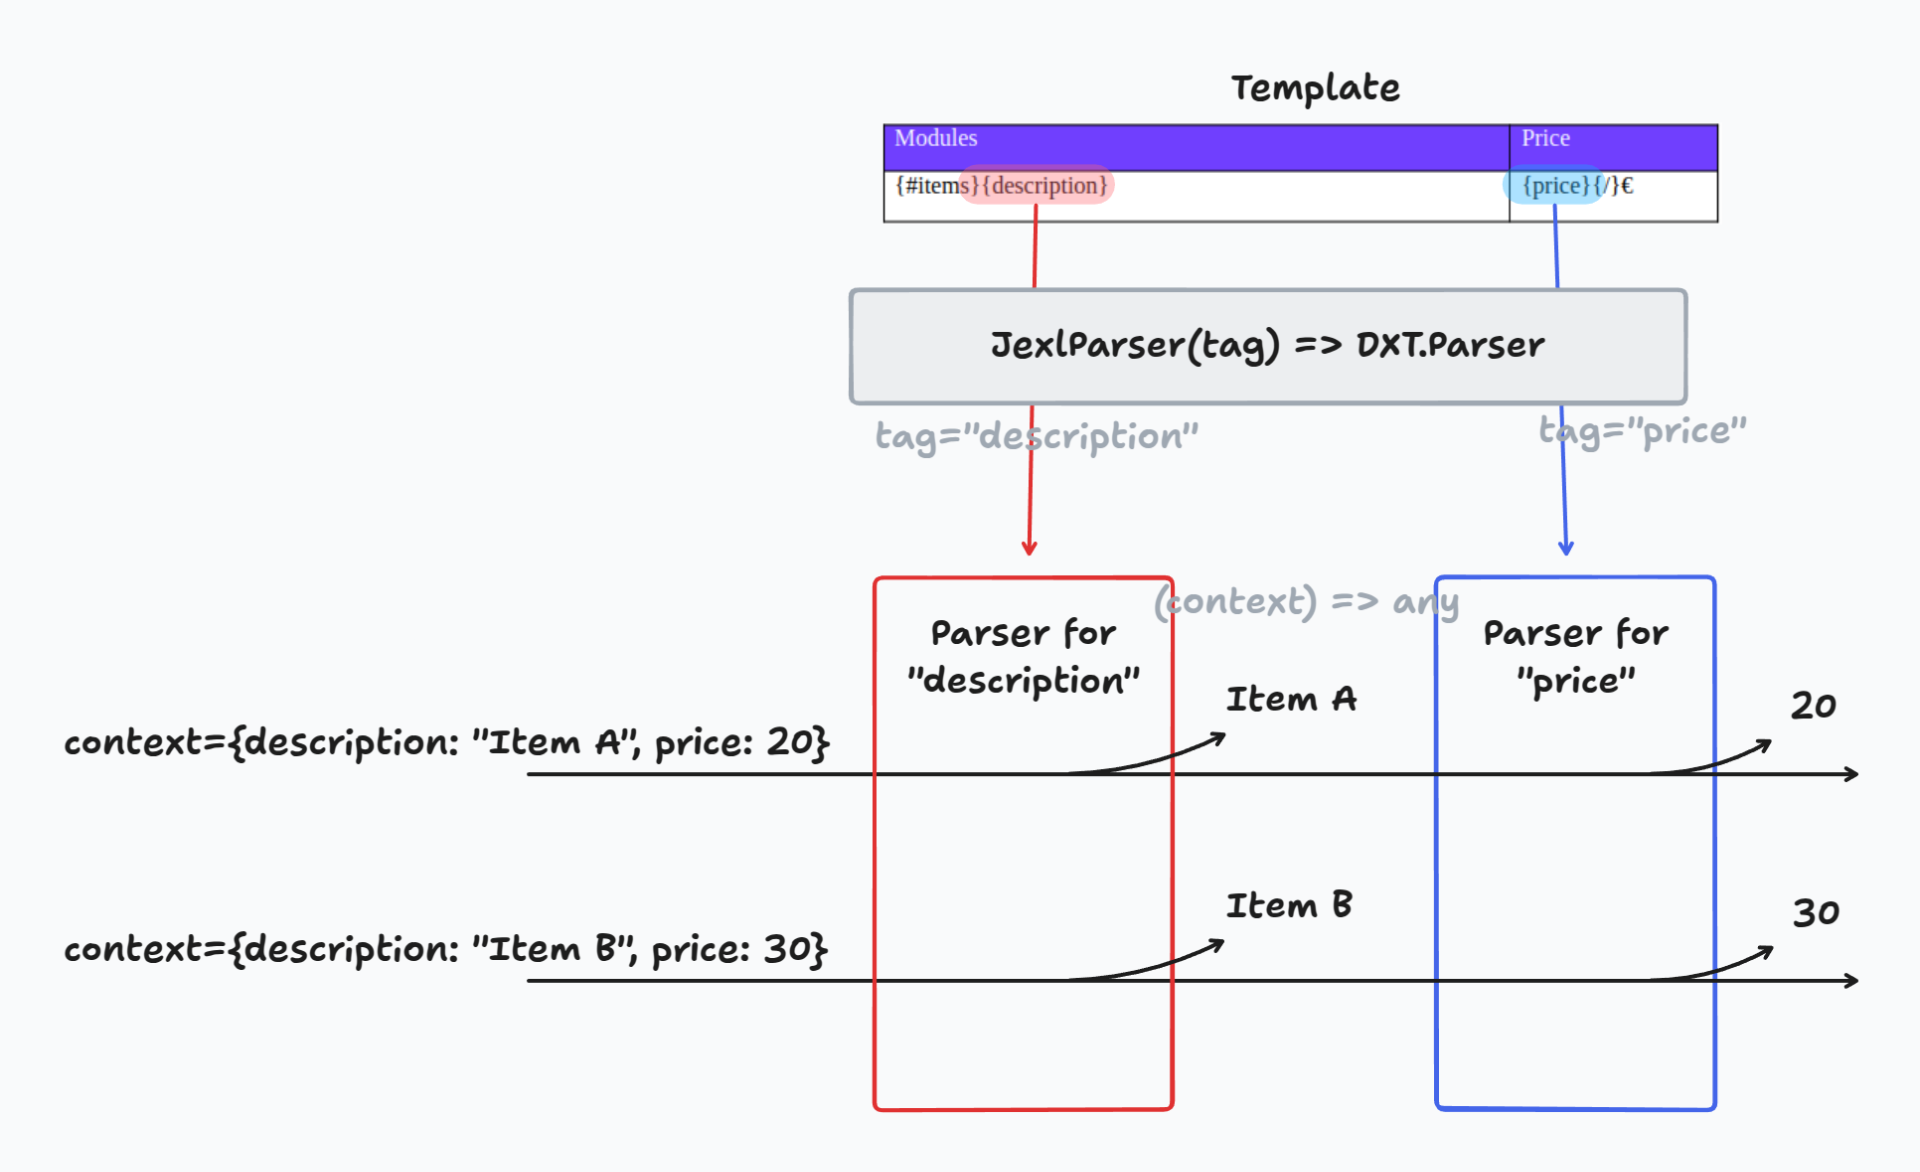 Template
Modules
Price
{#items}{description}
{price}{/}€
JexlParser(tag) => DXT.Parser
tag="description"
tag="price"
(context) => any
Parser for
"description"
Parser for
"price"
Item A
20
context={description: "Item A", price: 20}
Item B
30
context={description: "Item B", price: 30}